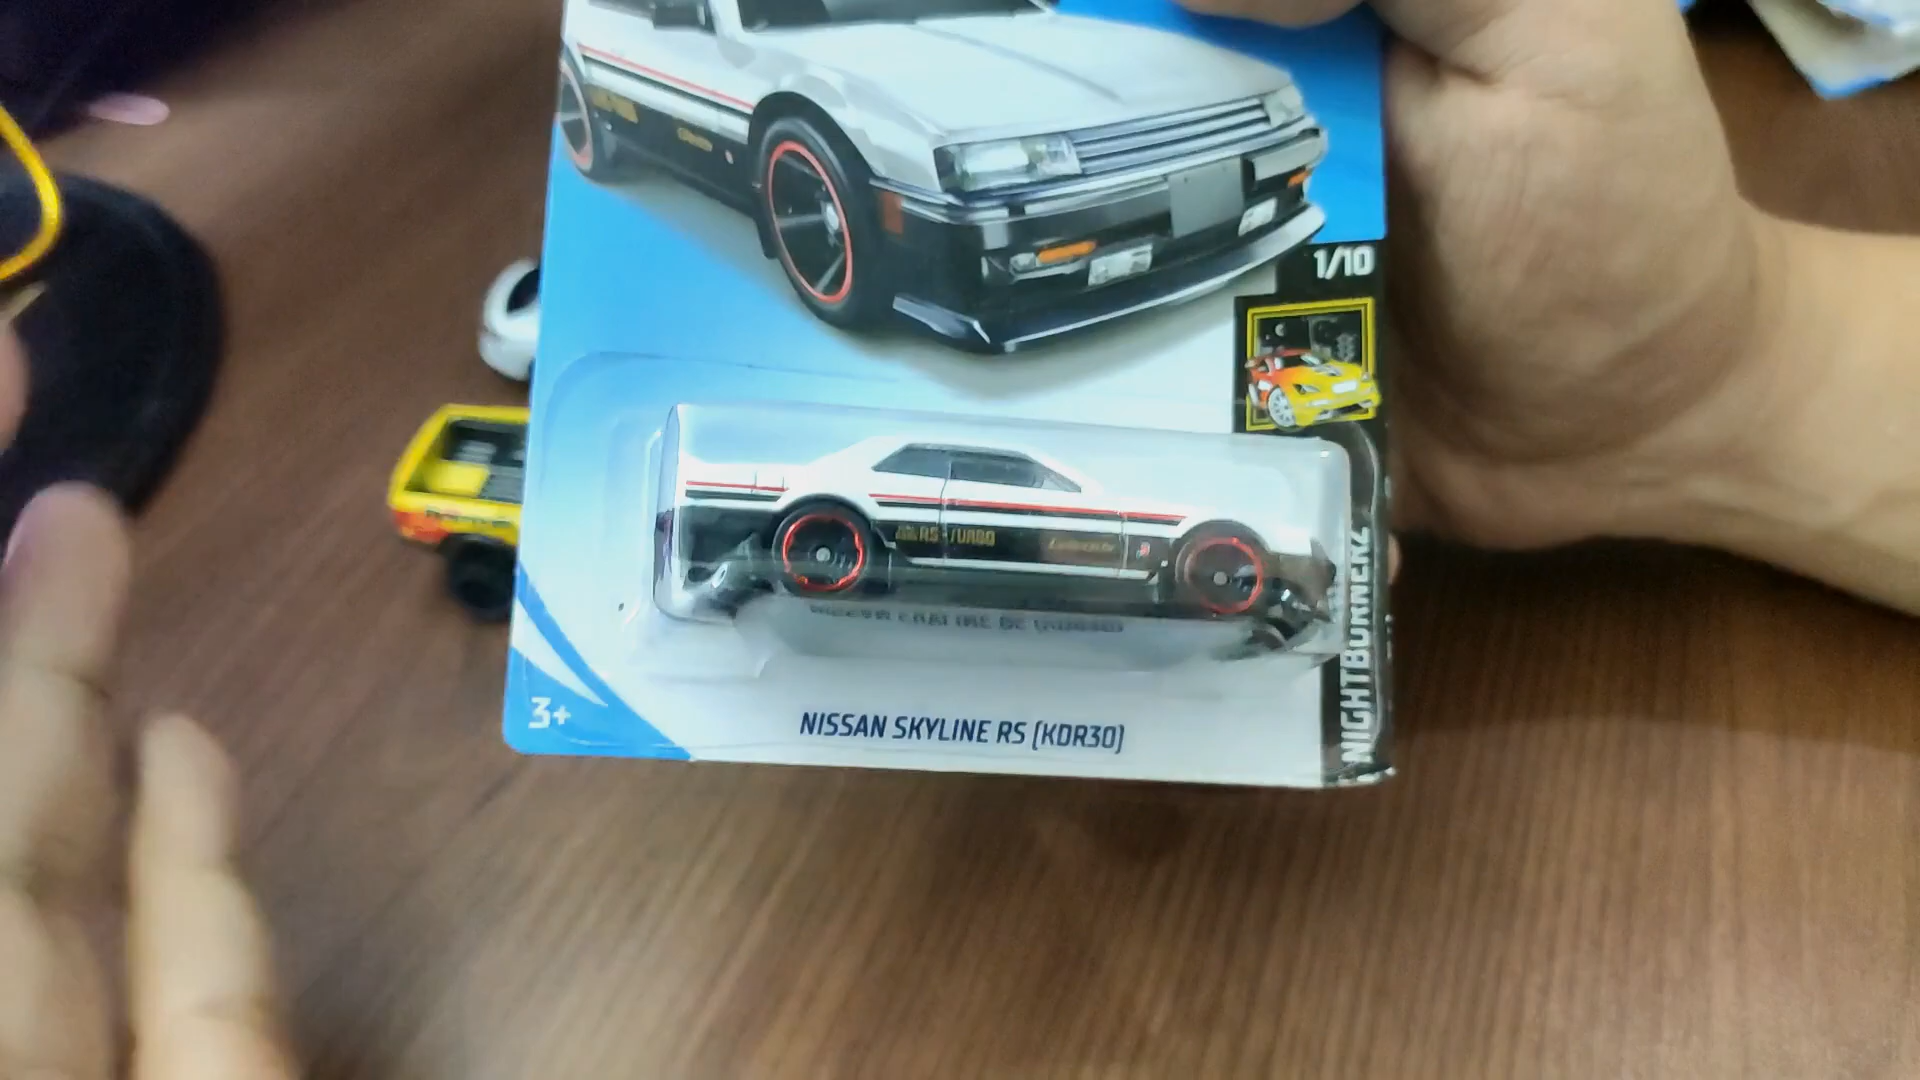 1/10
RS-TURBO
NIGHTBURNERZ
3+
NISSAN SKYLINE RS (KDR30)